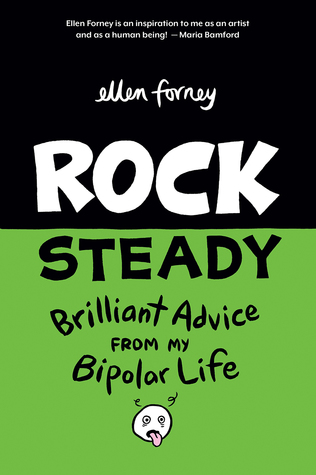 Ellen Forney is an inspiration to me as an artist
and as a human being! —Maria Bamford
ellen forney
ROCK
STEADY
Brilliant Advice
FROM MY
Bipolar Life